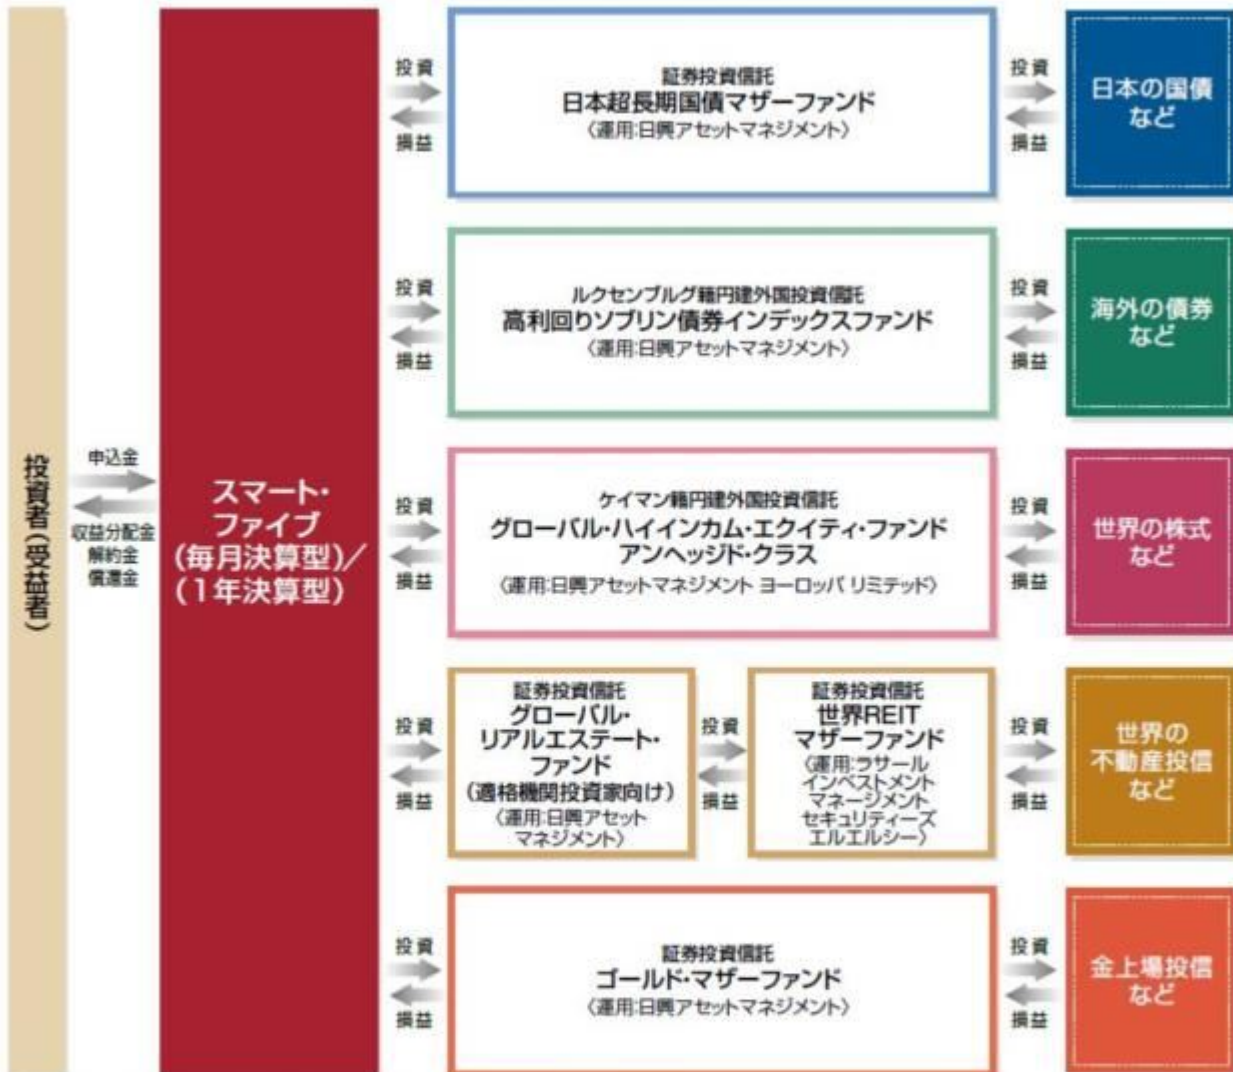 投資者(受益者)
申込金
収益分配金
解約金
償還金
スマート・
ファイブ
(毎月決算型)/
(1年決算型)
投資
損益
証券投資信託
日本超長期国債マザーファンド
〈運用:日興アセットマネジメント〉
投資
損益
日本の国債
など
投資
損益
ルクセンブルグ籍円建外国投資信託
高利回りソブリン債券インデックスファンド
〈運用:日興アセットマネジメント〉
投資
損益
海外の債券
など
投資
損益
ケイマン籍円建外国投資信託
グローバル・ハイインカム・エクイティ・ファンド
アンヘッジド・クラス
〈運用:日興アセットマネジメント ヨーロッパ リミテッド〉
投資
損益
世界の株式
など
投資
損益
証券投資信託
グローバル・
リアルエステート・
ファンド
(適格機関投資家向け)
〈運用:日興アセット
マネジメント〉
投資
損益
証券投資信託
世界REIT
マザーファンド
〈運用:ラサール
インベストメント
マネージメント
セキュリティーズ
エルエルシー〉
投資
損益
世界の
不動産投信
など
投資
損益
証券投資信託
ゴールド・マザーファンド
〈運用:日興アセットマネジメント〉
投資
損益
金上場投信
など